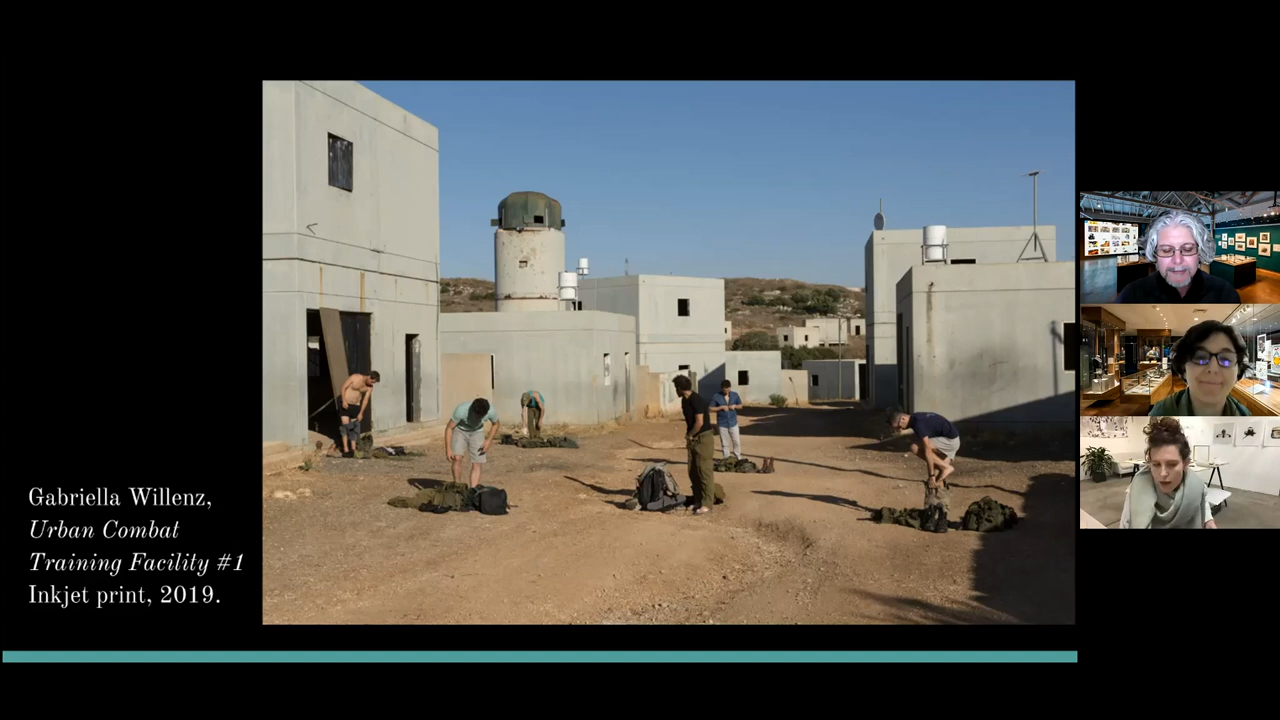 Gabriella Willenz,
Urban Combat
Training Facility #1
Inkjet print, 2019.